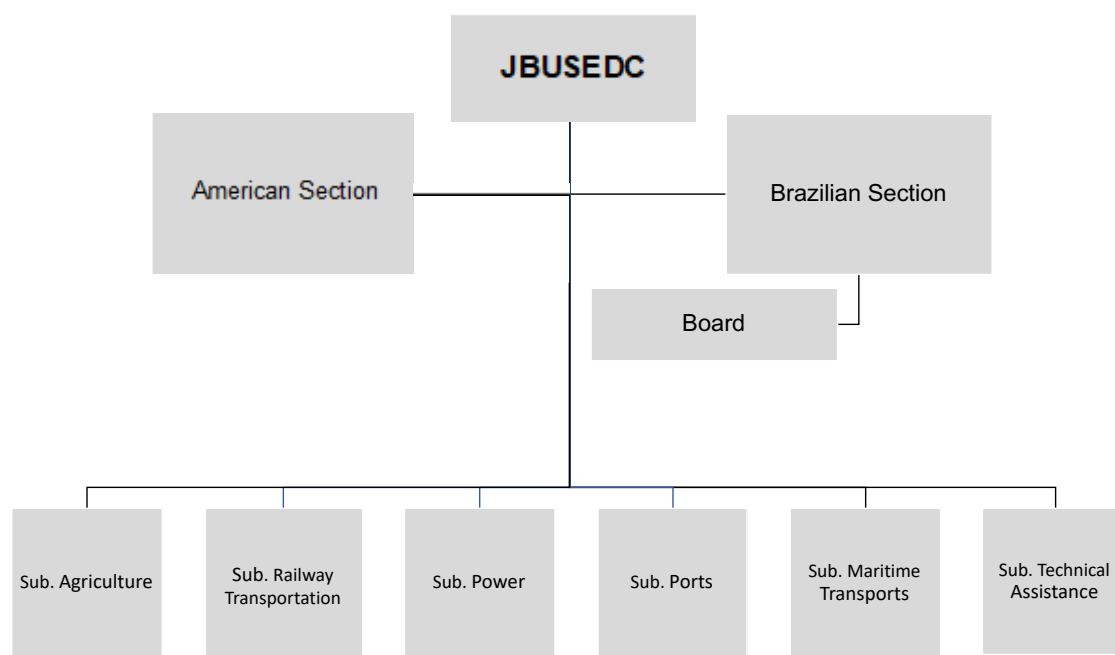 JBUSEDC
American Section
Brazilian Section
Board
Sub. Agriculture
Sub. Railway
Transportation
Sub. Power
Sub. Ports
Sub. Maritime
Transports
Sub. Technical
Assistance